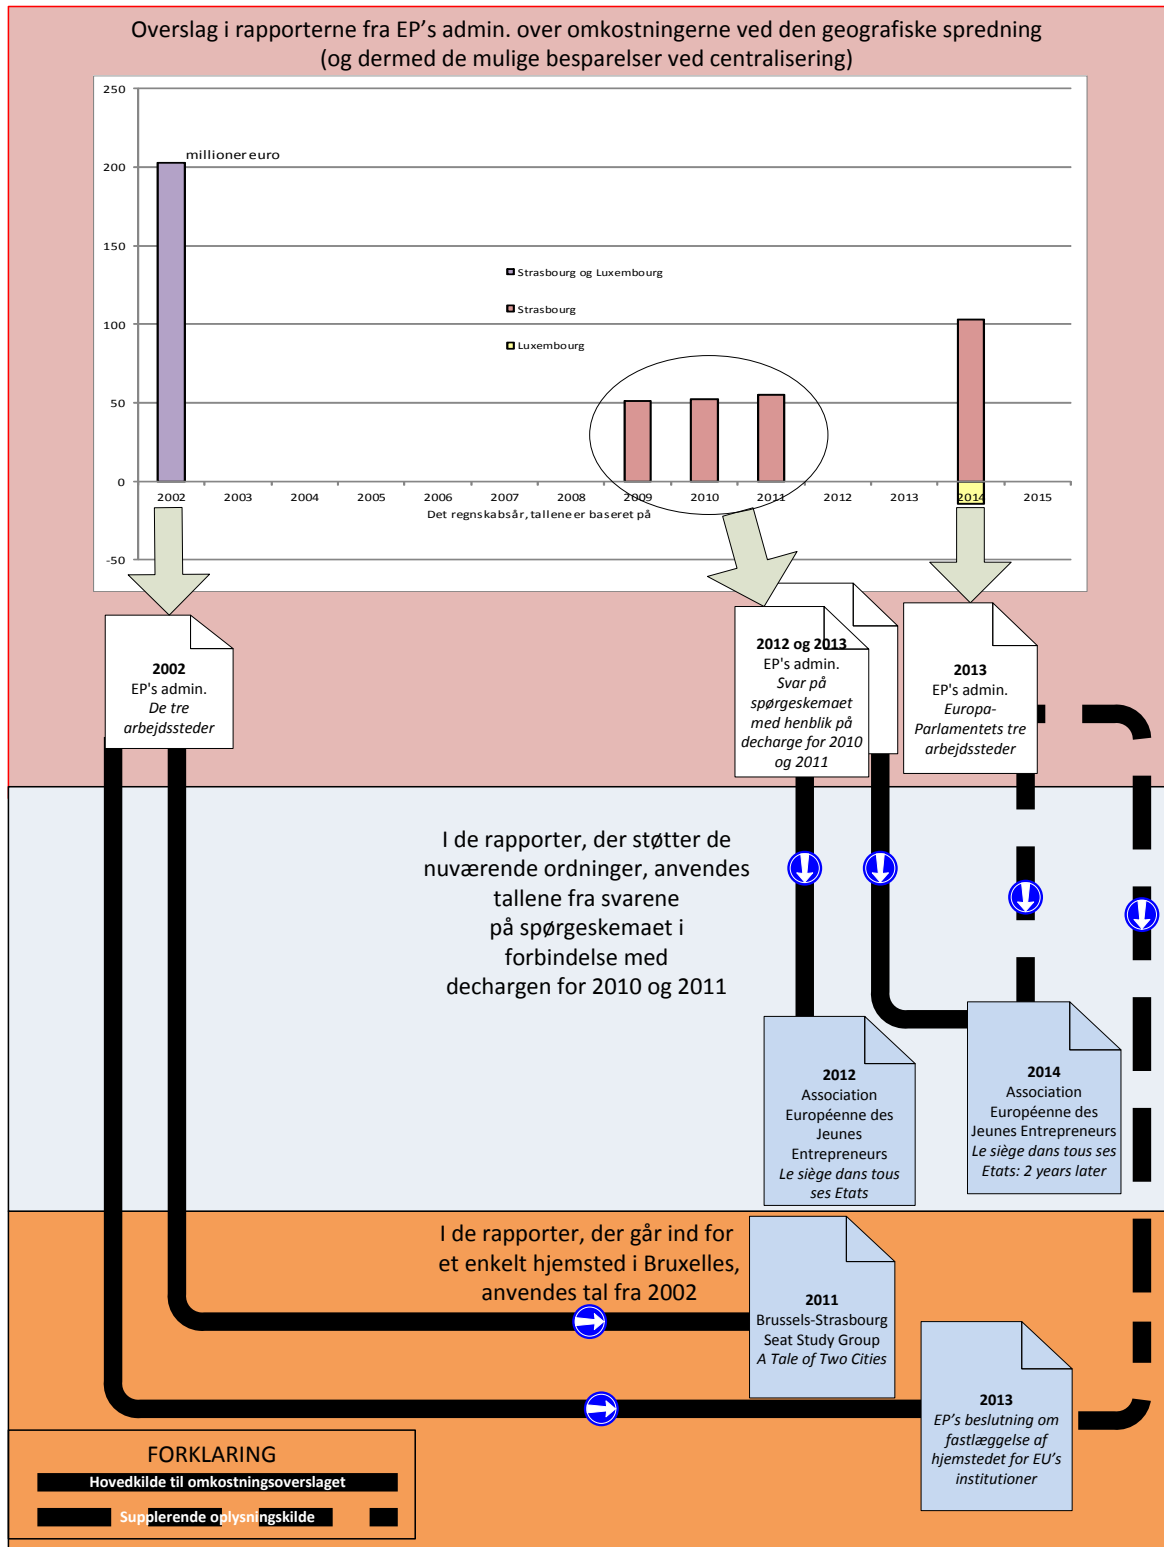 Overslag i rapporterne fra EP's admin. over omkostningerne ved den geografiske spredning
(og dermed de mulige besparelser ved centralisering)
250
200
150
100
50
0
-50
millioner euro
Strasbourg og Luxembourg
Strasbourg
Luxembourg
2002 2003 2004 2005 2006 2007 2008 2009 2010 2011 2012 2013 2014 2015
Det regnskabsår, tallene er baseret på
2002
EP's admin.
De tre
arbejdssteder
2012 og 2013
EP's admin.
Svar på
spørgeskemaet
med henblik på
decharge for 2010
og 2011
2013
EP's admin.
Europa-
Parlamentets tre
arbejdssteder
I de rapporter, der støtter de
nuværende ordninger, anvendes
tallene fra svarene
på spørgeskemaet i
forbindelse med
dechargen for 2010 og 2011
2012
Association
Européenne des
Jeunes
Entrepreneurs
Le siège dans tous
ses Etats
2014
Association
Européenne des
Jeunes Entrepreneurs
Le siège dans tous ses
Etats: 2 years later
I de rapporter, der går ind for
et enkelt hjemsted i Bruxelles,
anvendes tal fra 2002
2011
Brussels-Strasbourg
Seat Study Group
A Tale of Two Cities
2013
EP's beslutning om
fastlæggelse af
hjemstedet for EU's
institutioner
FORKLARING
Hovedkilde til omkostningsoverslaget
Supplerende oplysningskilde